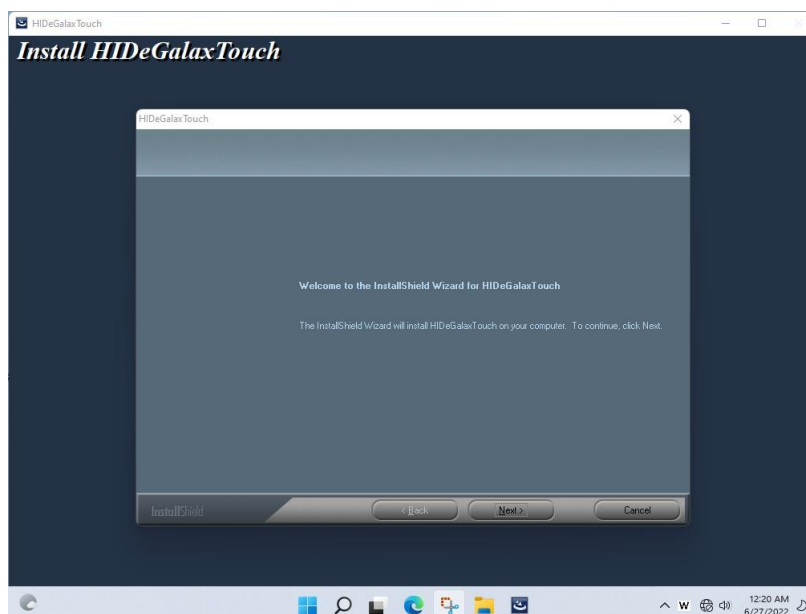 HIDeGalaxTouch
Install HIDeGalaxTouch
HIDeGalaxTouch
Welcome to the InstallShield Wizard for HIDeGalaxTouch
The InstallShield Wizard will install HIDeGalaxTouch on your computer. To continue, click Next.
InstallShield
< Back
Next >
Cancel
W
12:20 AM
6/27/2022